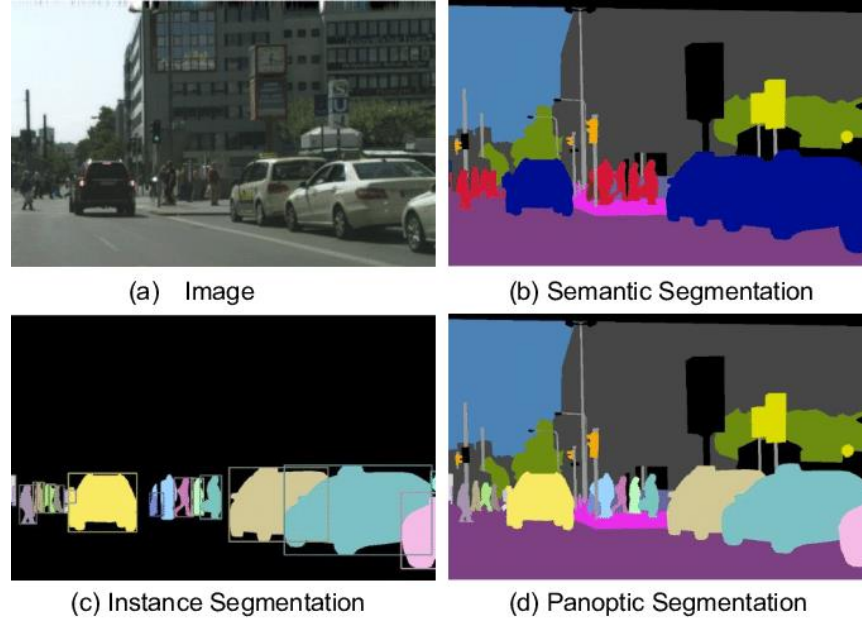 S
U
(a) Image
(b) Semantic Segmentation
(c) Instance Segmentation
(d) Panoptic Segmentation